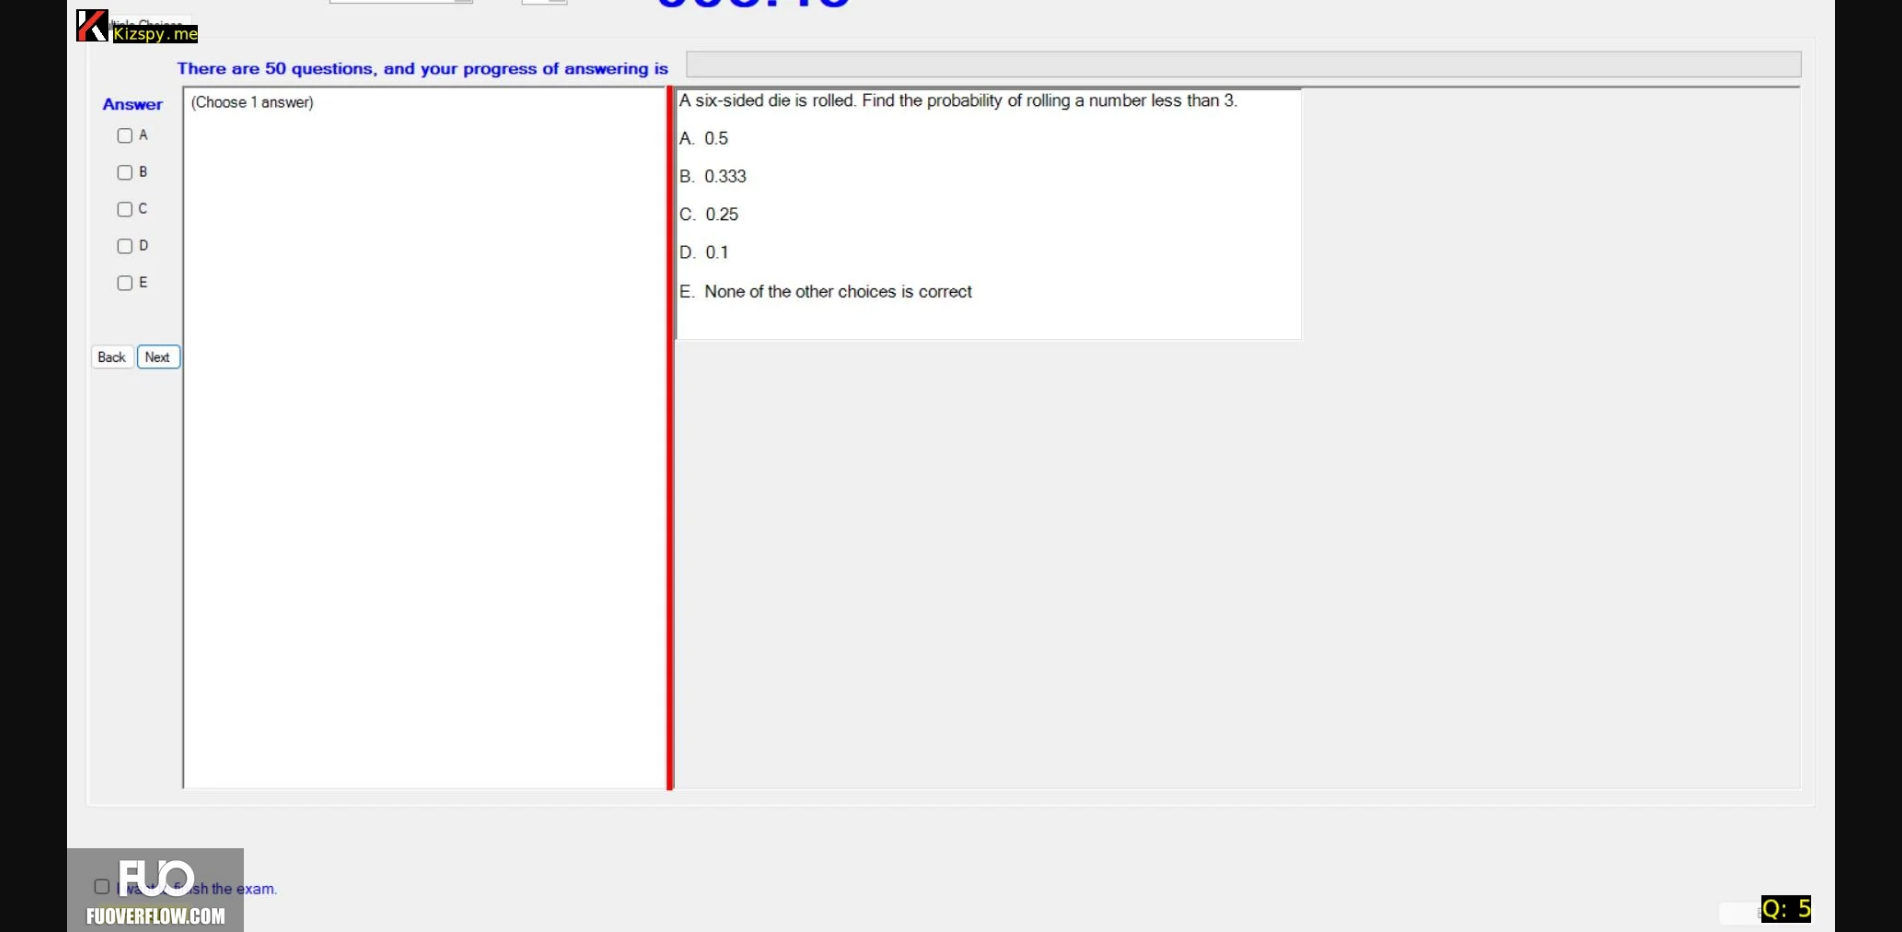 Kizspy.me
There are 50 questions, and your progress of answering is
Answer
(Choose 1 answer)
A
B
C
D
E
Back Next
A six-sided die is rolled. Find the probability of rolling a number less than 3.
A. 0.5
B. 0.333
C. 0.25
D. 0.1
E. None of the other choices is correct
FUO
the exam.
FUOVERFLOW.COM
Q: 5